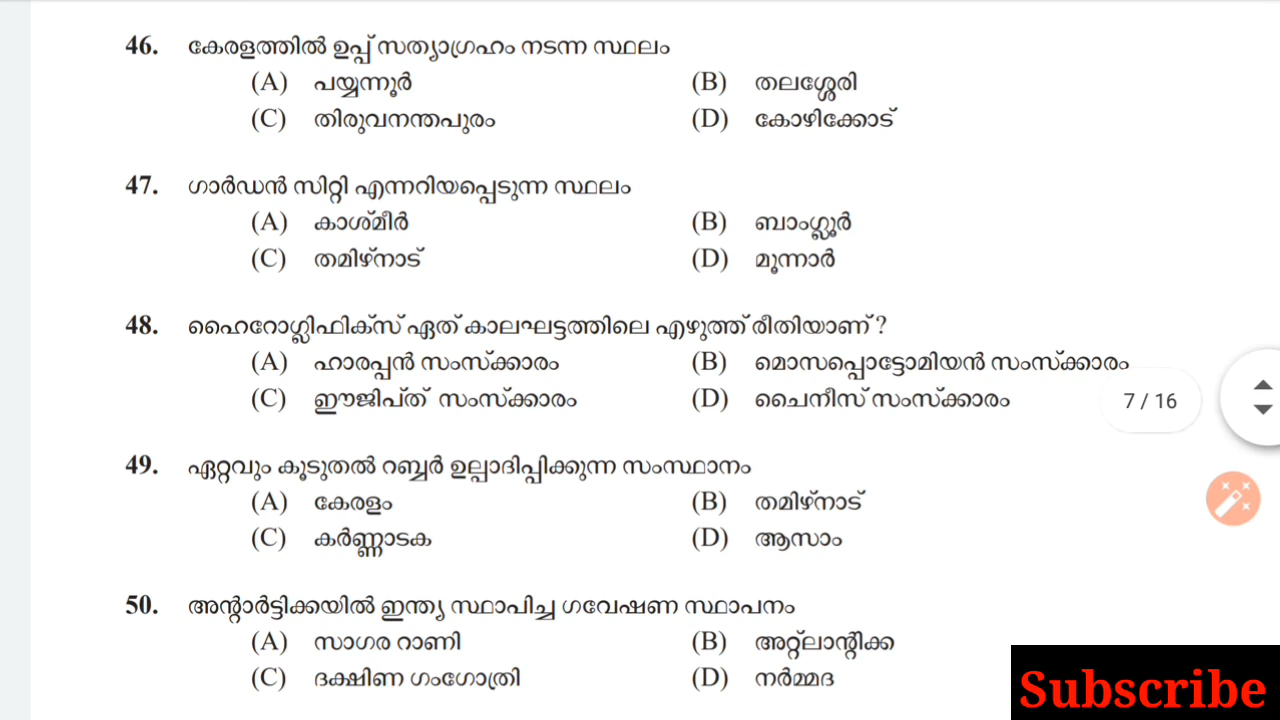 46. കേരളത്തിൽ ഉപ്പ് സത്യാഗ്രഹം നടന്ന സ്ഥലം
(A) പയ്യന്നൂർ (B) തലശ്ശേരി
(C) തിരുവനന്തപുരം (D) കോഴിക്കോട്
47. ഗാർഡൻ സിറ്റി എന്നറിയപ്പെടുന്ന സ്ഥലം
(A) കാശ്മീർ (B) ബാംഗ്ലൂർ
(C) തമിഴ്നാട് (D) മൂന്നാർ
48. ഹൈറോഗ്ലിഫിക്സ് ഏത് കാലഘട്ടത്തിലെ എഴുത്ത് രീതിയാണ് ?
(A) ഹാരപ്പൻ സംസ്ക്കാരം (B) മൊസപ്പൊട്ടോമിയൻ സംസ്ക്കാരം
(C) ഈജിപ്ത് സംസ്ക്കാരം (D) ചൈനീസ് സംസ്ക്കാരം
7 / 16
49. ഏറ്റവും കൂടുതൽ റബ്ബർ ഉല്പാദിപ്പിക്കുന്ന സംസ്ഥാനം
(A) കേരളം (B) തമിഴ്നാട്
(C) കർണ്ണാടക (D) ആസാം
50. അന്റാർട്ടിക്കയിൽ ഇന്ത്യ സ്ഥാപിച്ച ഗവേഷണ സ്ഥാപനം
(A) സാഗര റാണി (B) അറ്റ്ലാന്റിക്ക
(C) ദക്ഷിണ ഗംഗോത്രി (D) നർമ്മദ
Subscribe